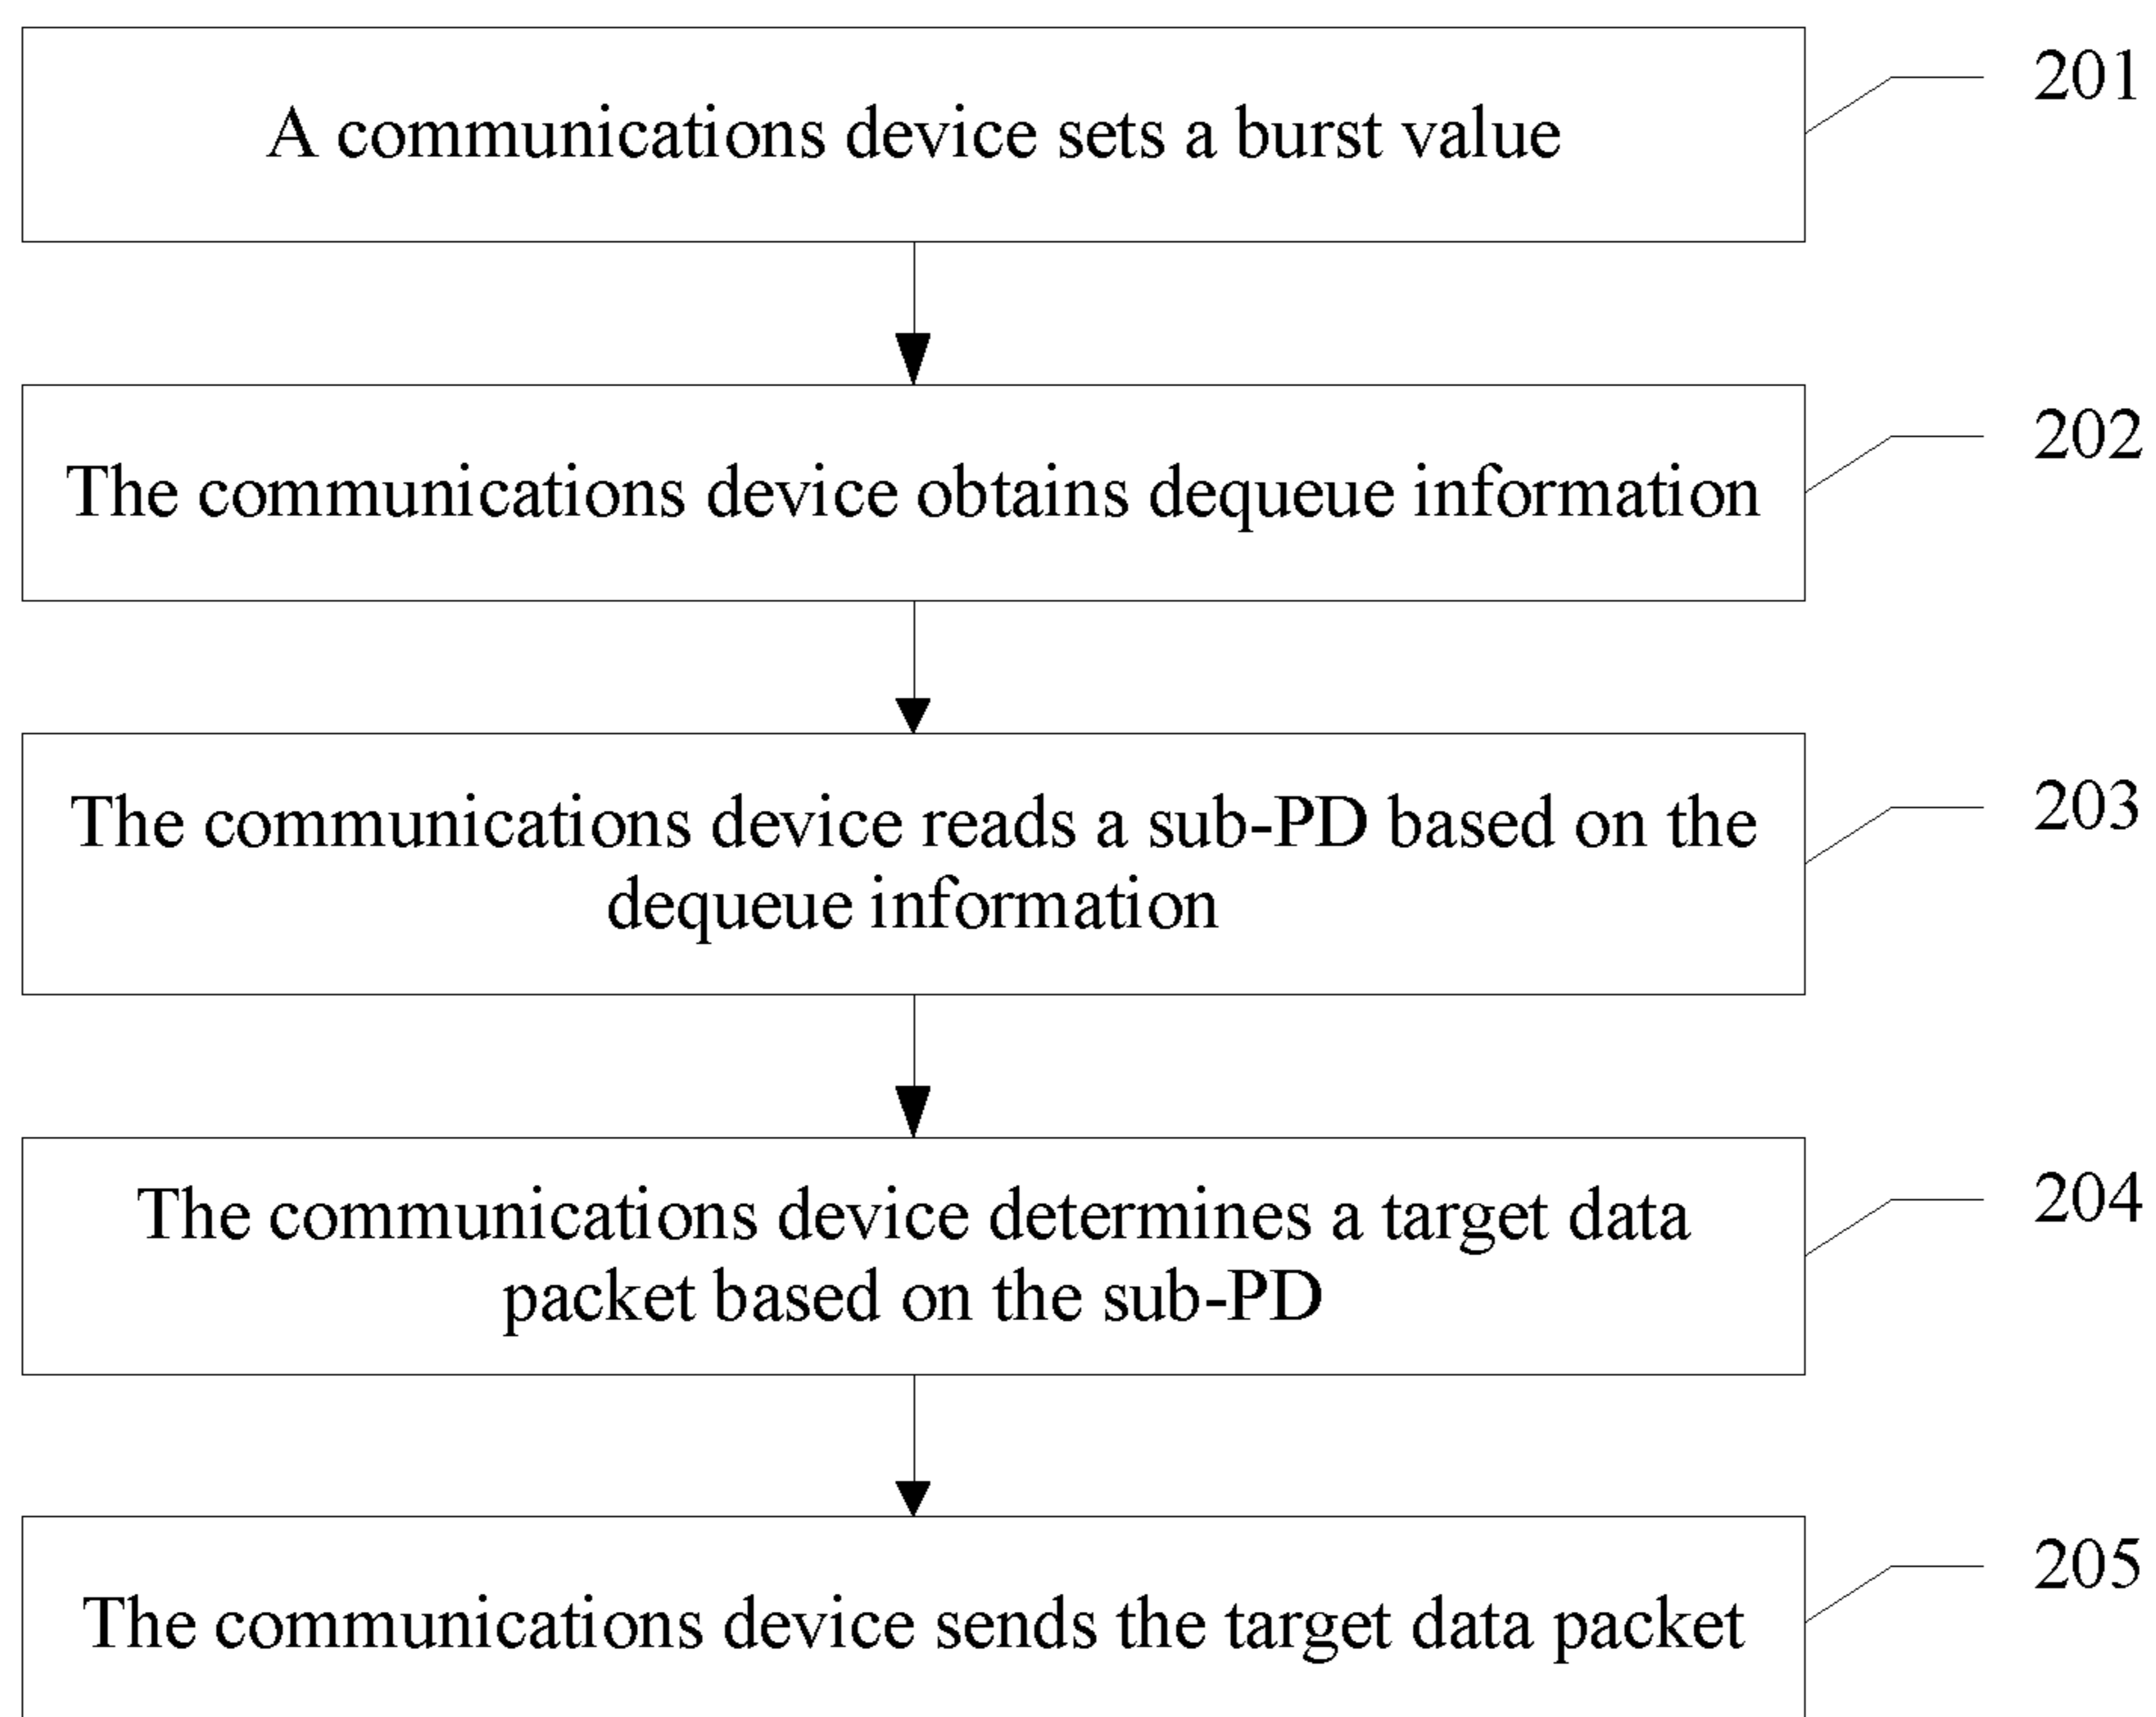 A communications device sets a burst value
201
The communications device obtains dequeue information
202
The communications device reads a sub-PD based on the
dequeue information
203
The communications device determines a target data
packet based on the sub-PD
204
The communications device sends the target data packet
205